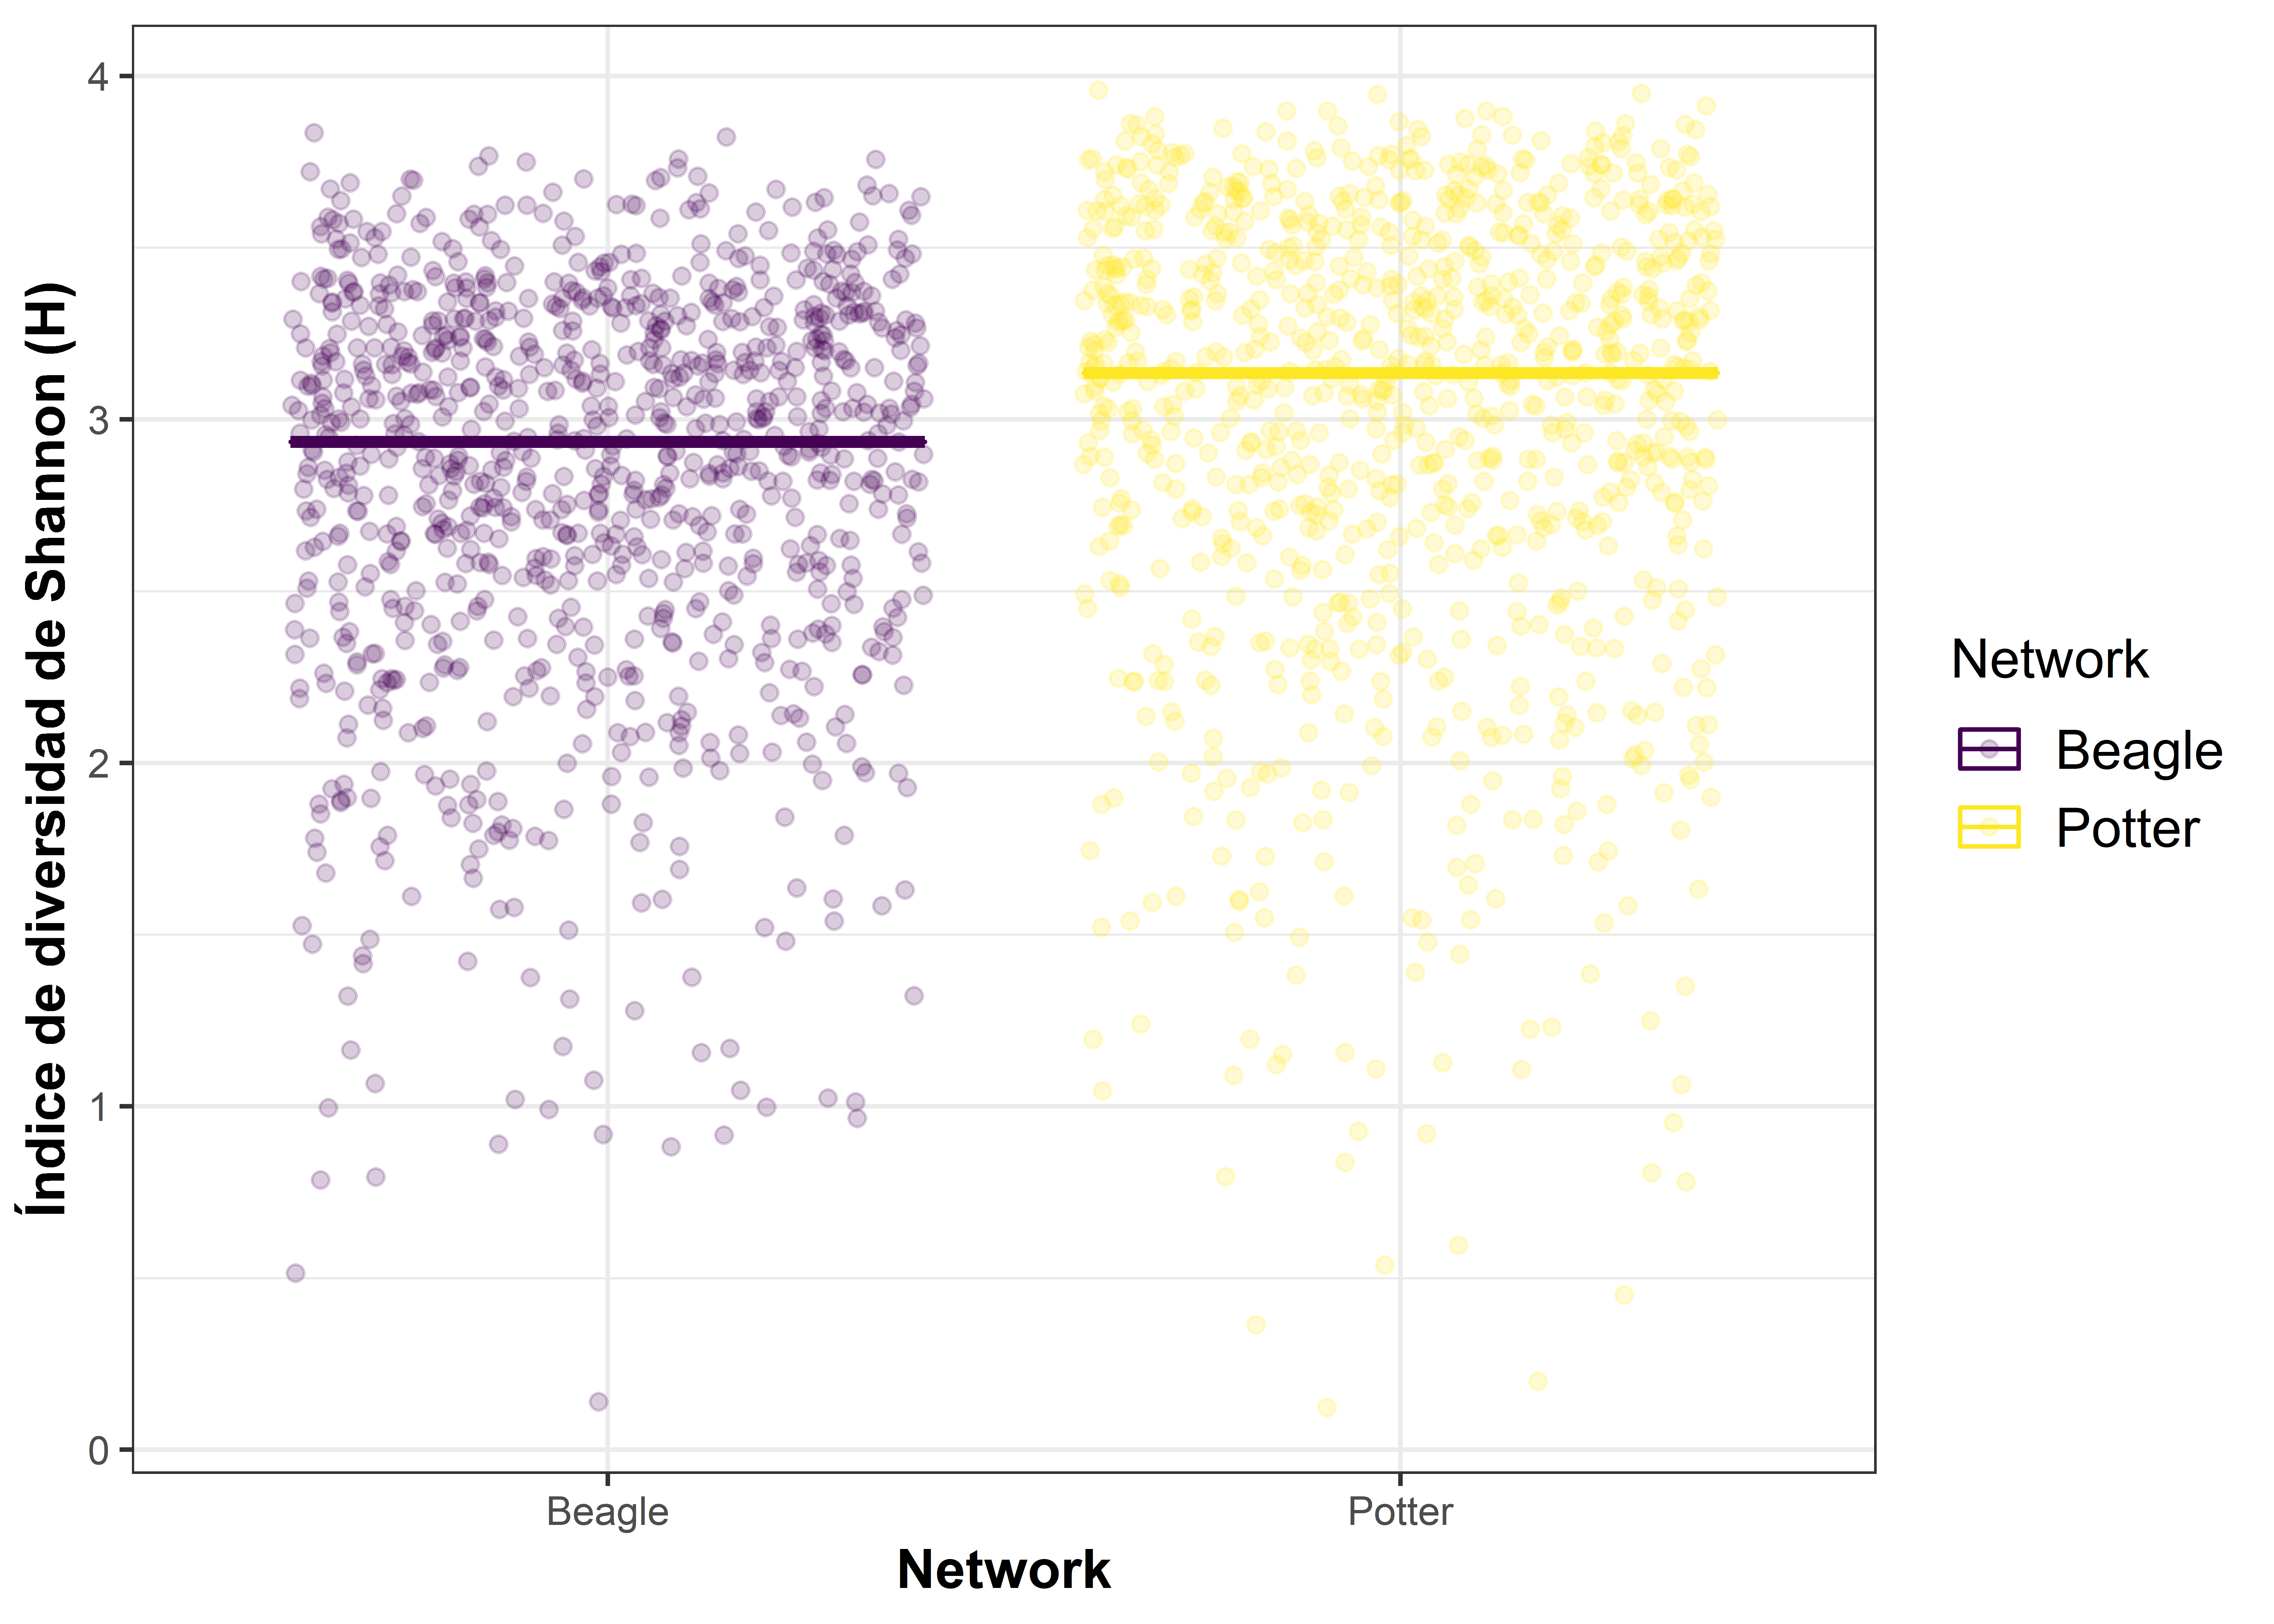 Índice de diversidad de Shannon (H)
4
3
2
1
0
Beagle
Potter
Network
Network
Beagle
Potter